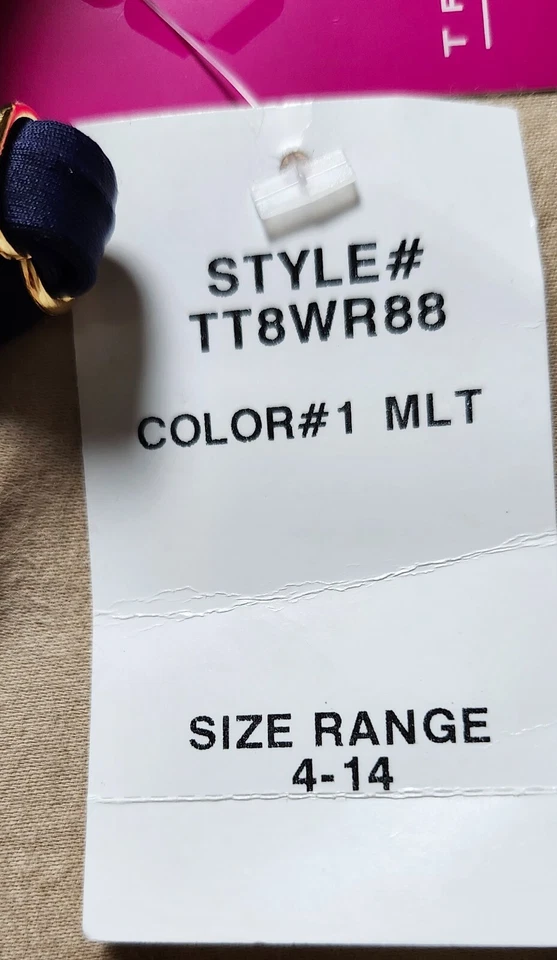 STYLE#
TT8WR88
COLOR#1 MLT
SIZE RANGE
4-14